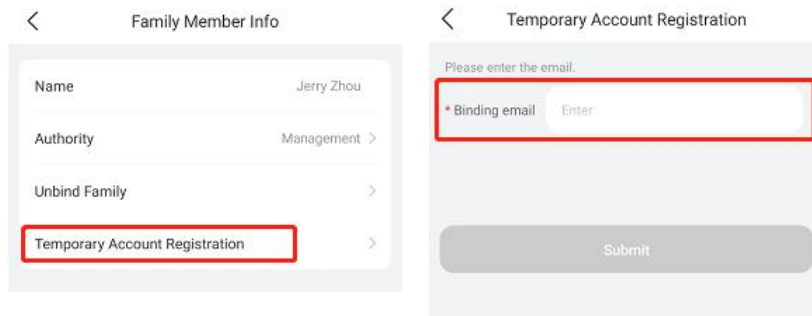 Family Member Info
Name Jerry Zhou
Authority Management >
Unbind Family >
Temporary Account Registration >
Temporary Account Registration
Please enter the email.
* Binding email Enter
Submit